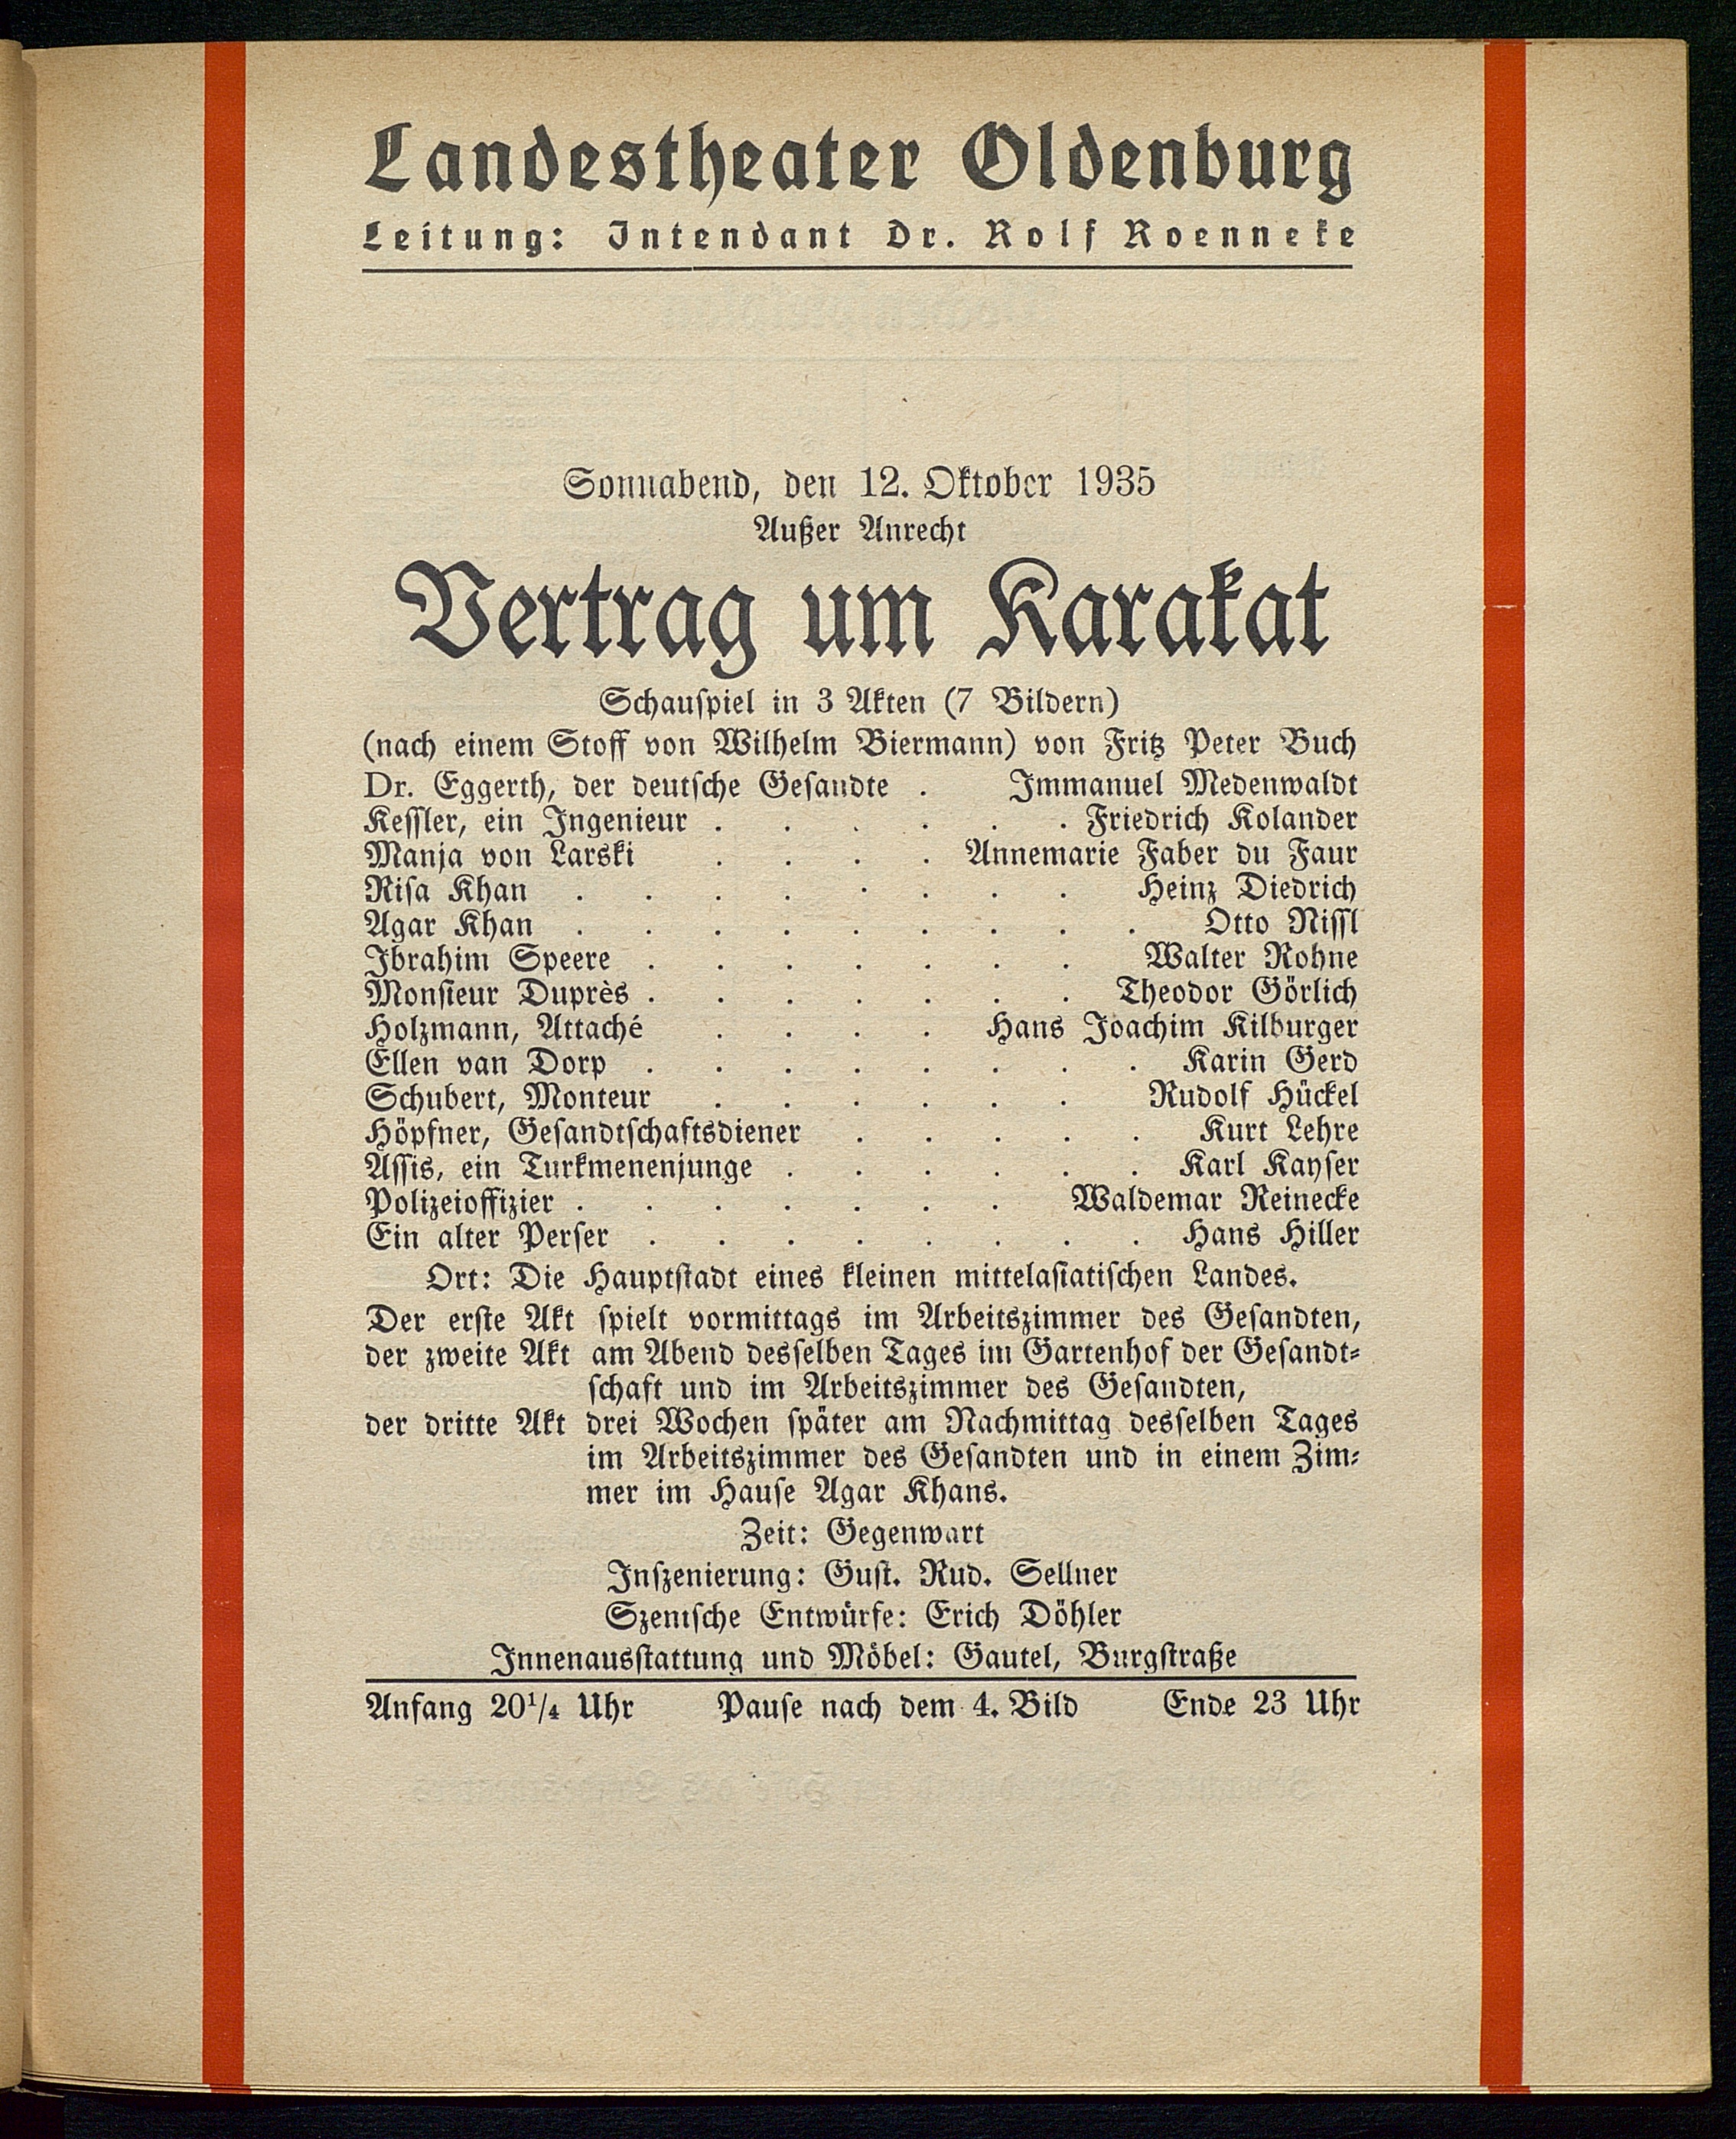 Landestheater Oldenburg
Leitung: Intendant Dr. Rolf Roenneke
Sonnabend, den 12. Oktober 1935
Außer Anrecht
Vertrag um Karakat
Schauspiel in 3 Akten (7 Bildern)
(nach einem Stoff von Wilhelm Biermann) von Fritz Peter Buch
Dr. Eggerth, der deutsche Gesandte . Immanuel Medenwaldt
Kessler, ein Ingenieur . . . . . . Friedrich Kolander
Manja von Larski . . . . Annemarie Faber du Faur
Risa Khan . . . . . . . . Heinz Diedrich
Agar Khan . . . . . . . . . Otto Nissl
Ibrahim Speere . . . . . . . Walter Rohne
Monsieur Duprès . . . . . . . Theodor Görlich
Holzmann, Attaché . . . . Hans Joachim Kilburger
Ellen van Dorp . . . . . . . . Karin Gerd
Schubert, Monteur . . . . . . Rudolf Hückel
Höpfner, Gesandtschaftsdiener . . . . . Kurt Lehre
Assis, ein Turkmenenjunge . . . . . . Karl Kayser
Polizeioffizier . . . . . . . Waldemar Reinecke
Ein alter Perser . . . . . . . . Hans Hiller
Ort: Die Hauptstadt eines kleinen mittelasiatischen Landes.
Der erste Akt spielt vormittags im Arbeitszimmer des Gesandten,
der zweite Akt am Abend desselben Tages im Gartenhof der Gesandt-
schaft und im Arbeitszimmer des Gesandten,
der dritte Akt drei Wochen später am Nachmittag desselben Tages
im Arbeitszimmer des Gesandten und in einem Zim-
mer im Hause Agar Khans.
Zeit: Gegenwart
Inszenierung: Gust. Rud. Sellner
Szenische Entwürfe: Erich Döhler
Innenausstattung und Möbel: Gautel, Burgstraße
Anfang 20¹/₄ Uhr Pause nach dem 4. Bild Ende 23 Uhr